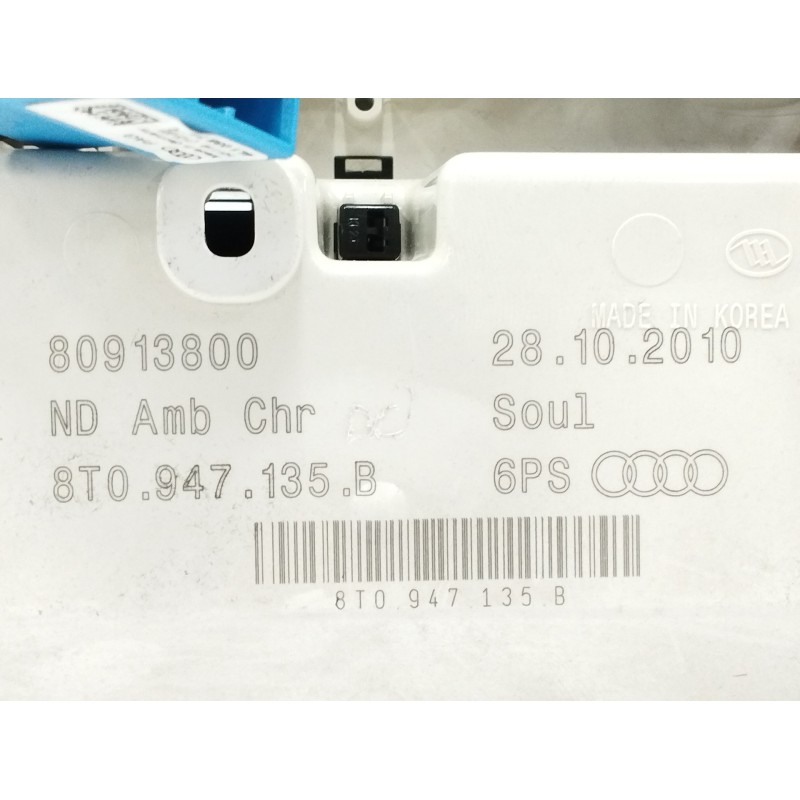 MADE IN KOREA
80913800 28.10.2010
ND Amb Chr Soul
8T0.947.135.B 6PS
8T0.947.135.B